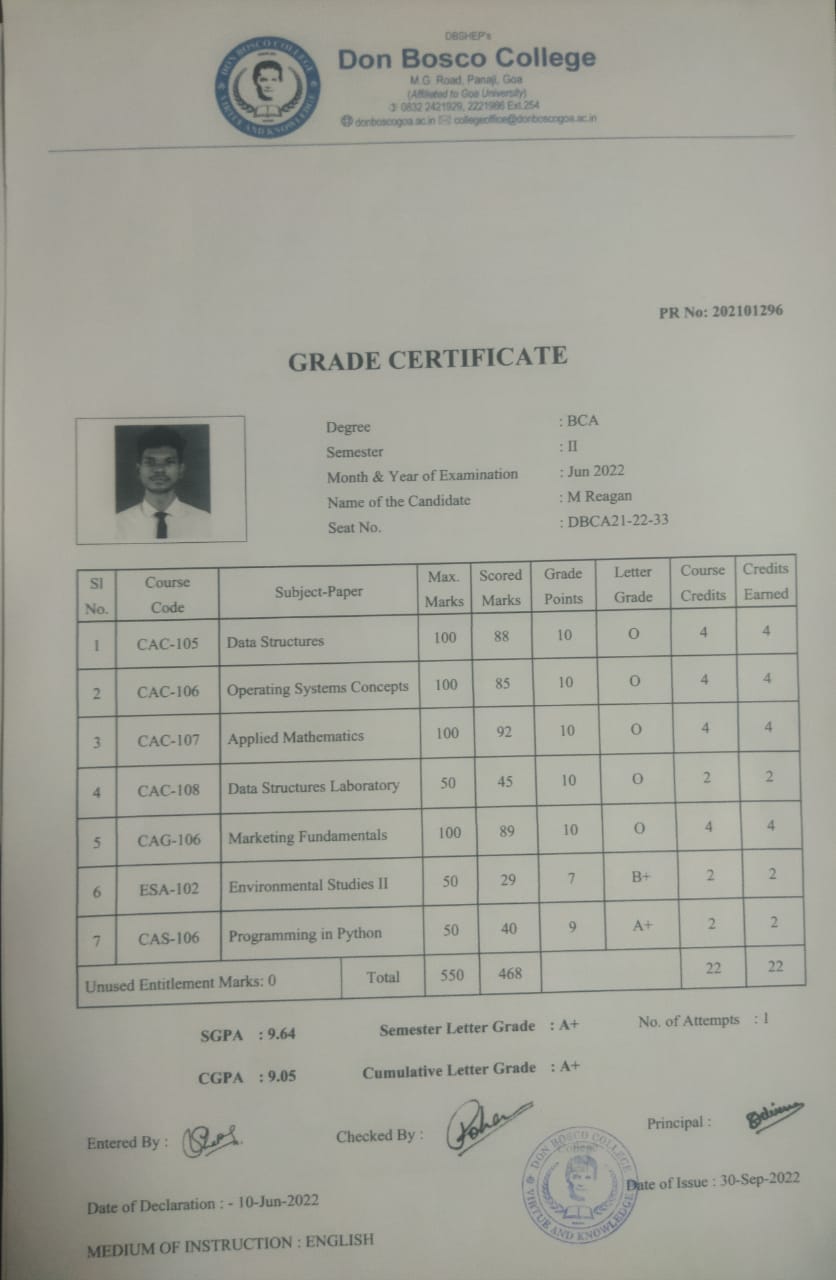 DON BOSCO COLLEGE
VIRTUE AND KNOWLEDGE
DBSHEP's
Don Bosco College
M.G. Road, Panaji, Goa
(Affiliated to Goa University)
0832 2421929, 2221986 Ext.254
donboscogoa.ac.in collegeoffice@donboscogoa.ac.in
PR No: 202101296
GRADE CERTIFICATE
Degree : BCA
Semester : II
Month & Year of Examination : Jun 2022
Name of the Candidate : M Reagan
Seat No. : DBCA21-22-33
Sl No. Course Code Subject-Paper Max. Marks Scored Marks Grade Points Letter Grade Course Credits Credits Earned
1 CAC-105 Data Structures 100 88 10 O 4 4
2 CAC-106 Operating Systems Concepts 100 85 10 O 4 4
3 CAC-107 Applied Mathematics 100 92 10 O 4 4
4 CAC-108 Data Structures Laboratory 50 45 10 O 2 2
5 CAG-106 Marketing Fundamentals 100 89 10 O 4 4
6 ESA-102 Environmental Studies II 50 29 7 B+ 2 2
7 CAS-106 Programming in Python 50 40 9 A+ 2 2
Unused Entitlement Marks: 0 Total 550 468 22 22
SGPA : 9.64 Semester Letter Grade : A+ No. of Attempts : 1
CGPA : 9.05 Cumulative Letter Grade : A+
Entered By : Checked By : Principal :
DON BOSCO COLLEGE
College
VIRTUE AND KNOWLEDGE
Date of Declaration : - 10-Jun-2022 Date of Issue : 30-Sep-2022
MEDIUM OF INSTRUCTION : ENGLISH